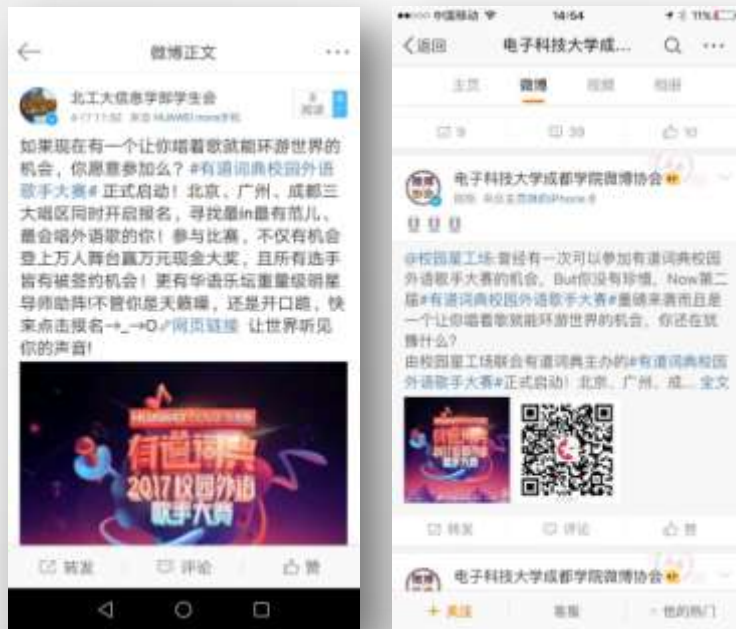 微博正文
北工大信息学部学生会
如果现在有一个让你唱着歌就能环游世界的
机会，你愿意参加么？#有道词典校园外语
歌手大赛# 正式启动！北京、广州、成都三
大唱区同时开启报名，寻找最in最有范儿、
最会唱外语歌的你！参与比赛，不仅有机会
登上万人舞台赢万元现金大奖，且所有选手
皆有被签约机会！更有华语乐坛重量级明星
导师助阵!不管你是天籁嗓，还是开口跪，快
来点击报名→_→O网页链接 让世界听见
你的声音!
有道词典
2017校园外语
歌手大赛
转发 评论 赞
中国移动 14:54 11%
返回 电子科技大学成...
主页 微博 视频 相册
9 39 10
电子科技大学成都学院微博协会
@校园星工场:曾经有一次可以参加有道词典校园
外语歌手大赛的机会，But你没有珍惜，Now第二
届#有道词典校园外语歌手大赛#重磅来袭而且是
一个让你唱着歌就能环游世界的机会，你还在犹
豫什么？
由校园星工场联合有道词典主办的#有道词典校园
外语歌手大赛#正式启动！北京、广州、成... 全文
转发 评论 赞
电子科技大学成都学院微博协会
+ 关注 客服 他的热门